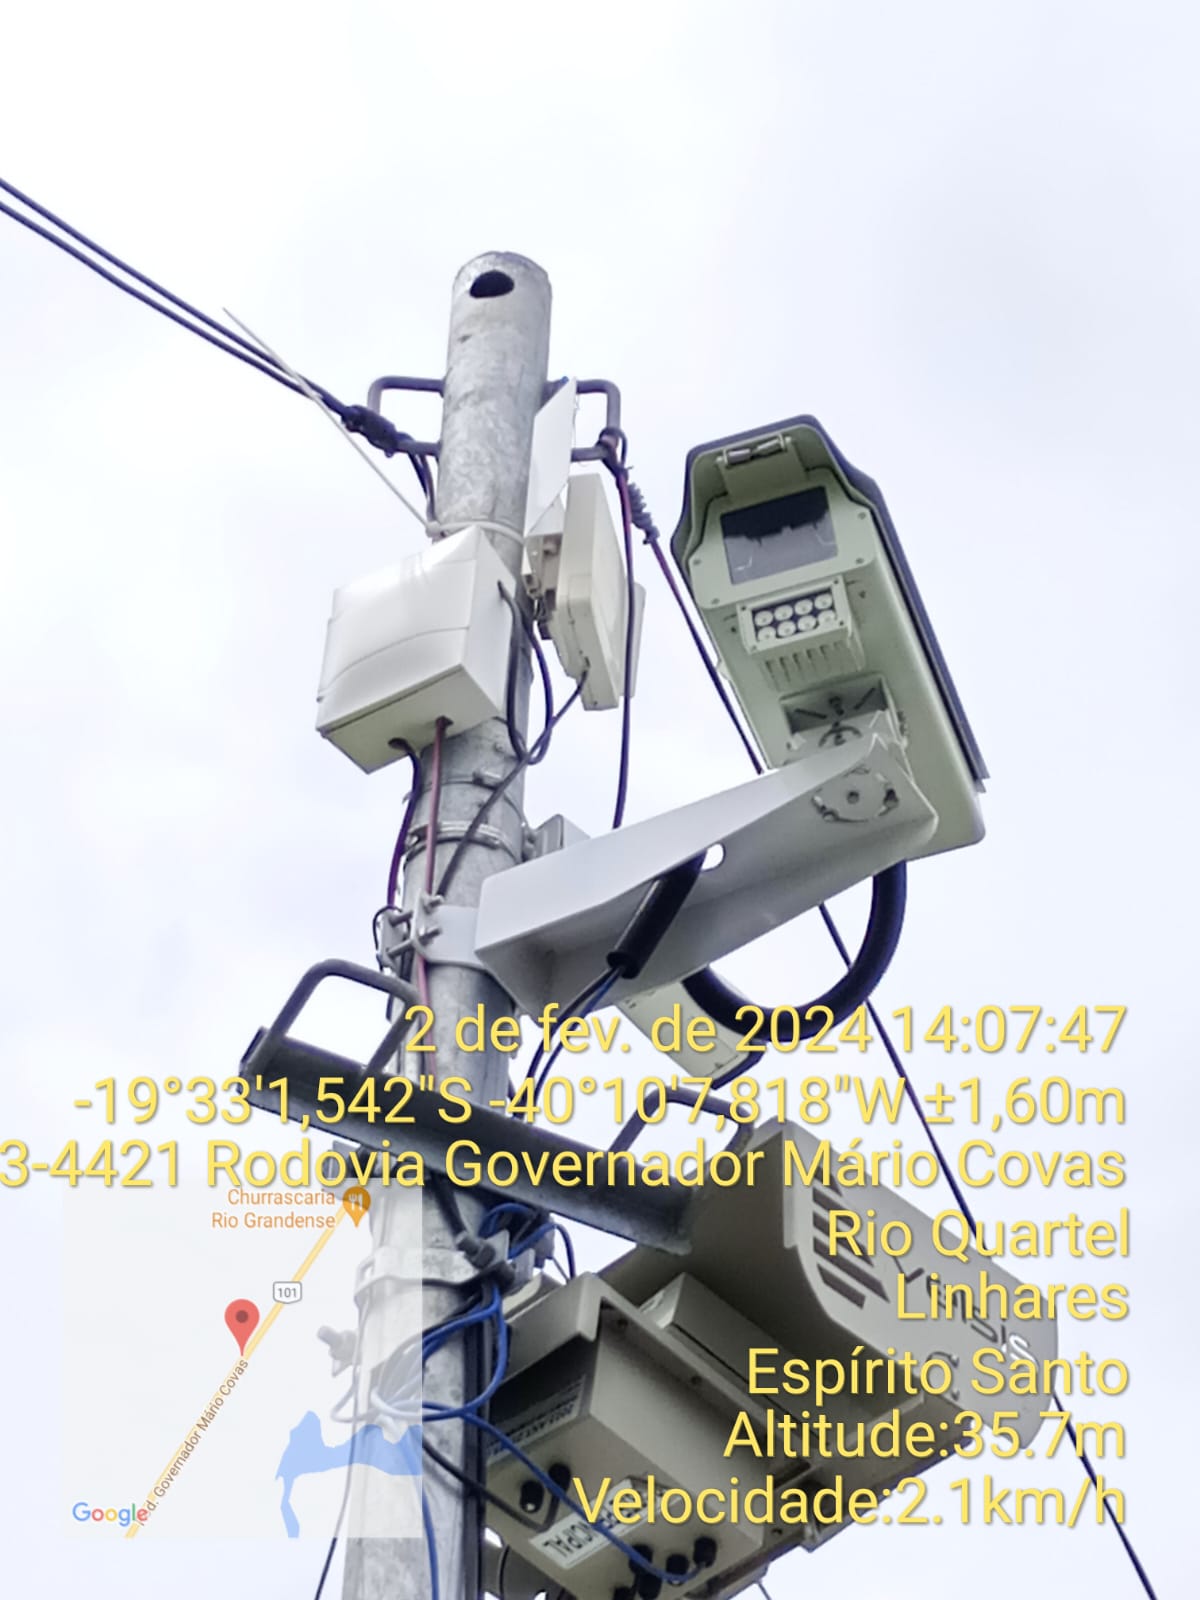 2 de fev. de 2024 14:07:47
-19°33'1,542"S -40°10'7,818"W ±1,60m
3-4421 Rodovia Governador Mário Covas
Rio Quartel
Linhares
Espírito Santo
Altitude:35.7m
Velocidade:2.1km/h
Churrascaria
Rio Grandense
101
d. Governador Mário Covas
Google